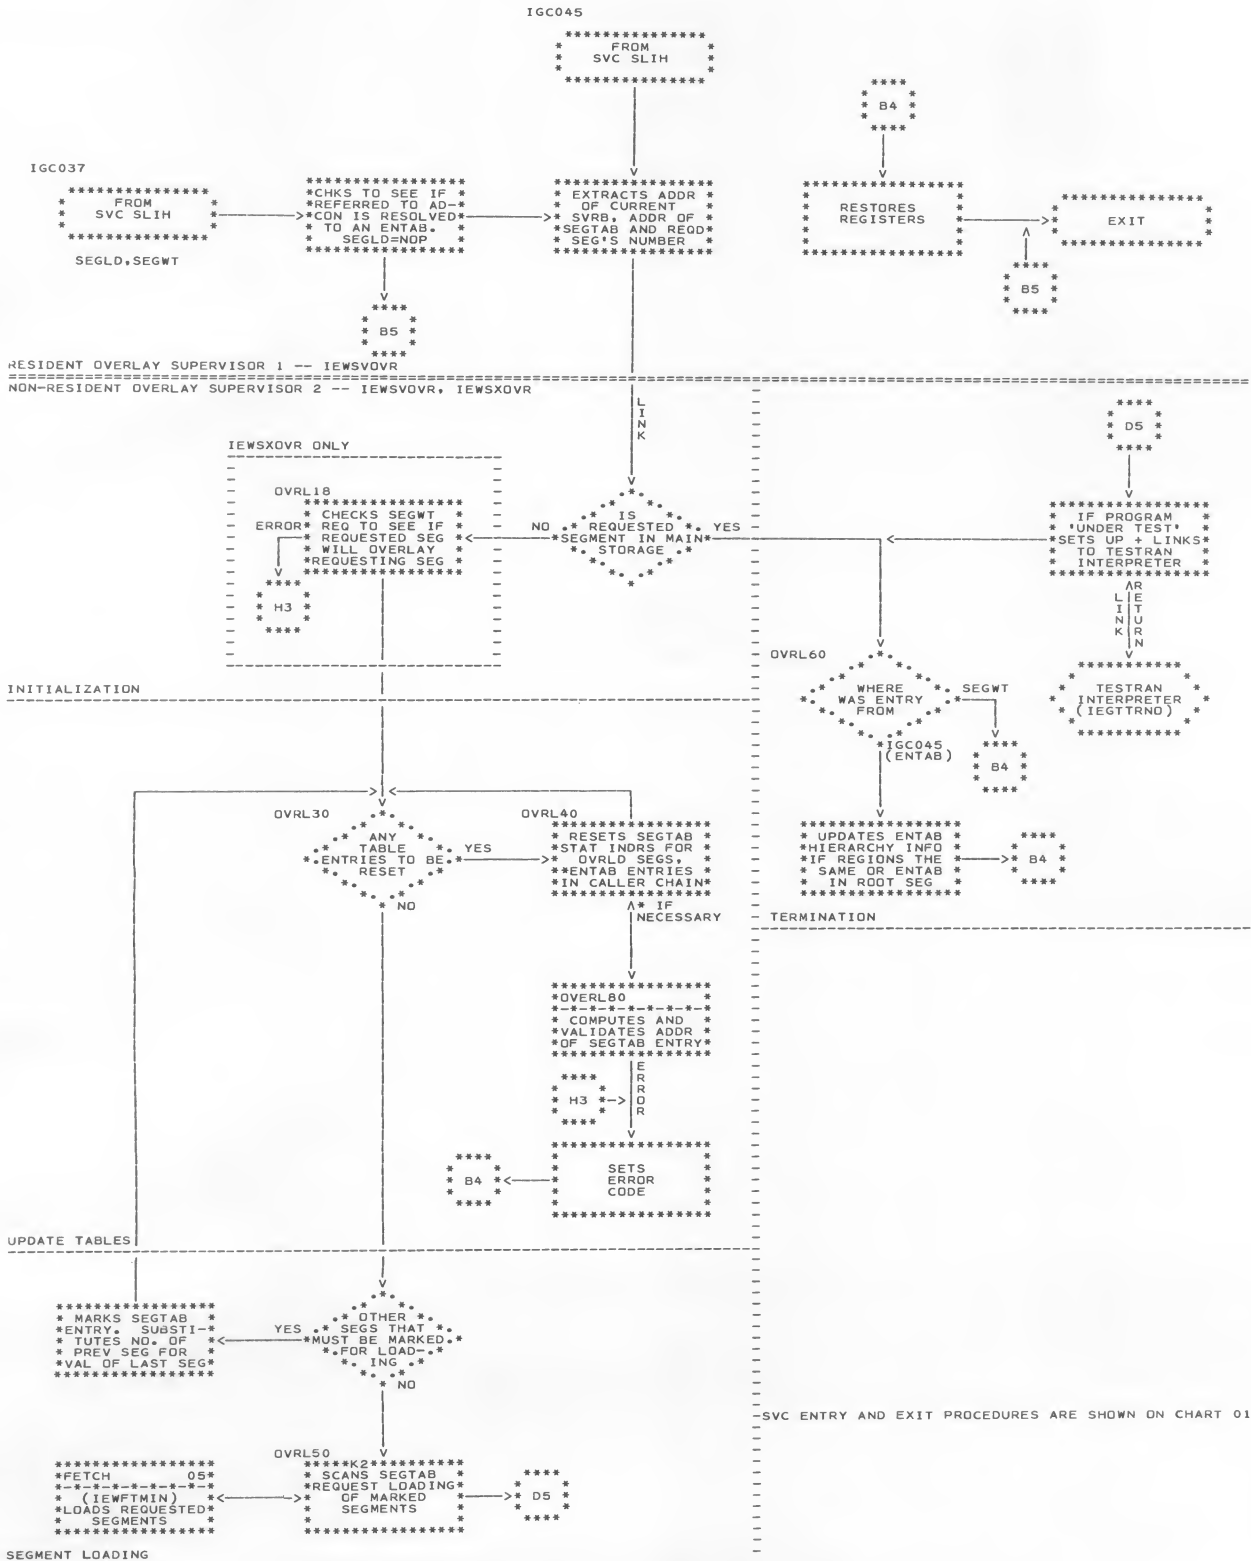 IGC045
FROM
SVC SLIH
B4
IGC037
FROM
SVC SLIH
SEGLD,SEGWT
CHKS TO SEE IF
REFERRED TO AD-
CON IS RESOLVED
TO AN ENTAB.
SEGLD=NOP
EXTRACTS ADDR
OF CURRENT
SVRB, ADDR OF
SEGTAB AND REQD
SEG'S NUMBER
RESTORES
REGISTERS
EXIT
B5
B5
RESIDENT OVERLAY SUPERVISOR 1 -- IEWSVOVR
NON-RESIDENT OVERLAY SUPERVISOR 2 -- IEWSVOVR, IEWSXOVR
LINK
D5
IEWSXOVR ONLY
OVRL18
CHECKS SEGWT
REQ TO SEE IF
REQUESTED SEG
WILL OVERLAY
REQUESTING SEG
ERROR
H3
NO
IS
REQUESTED
SEGMENT IN MAIN
STORAGE
YES
IF PROGRAM
'UNDER TEST'
SETS UP + LINKS
TO TESTRAN
INTERPRETER
LINK
RETURN
TESTRAN
INTERPRETER
(IEGTTRNO)
OVRL60
WHERE
WAS ENTRY
FROM
SEGWT
B4
IGC045
(ENTAB)
INITIALIZATION
OVRL30
ANY
TABLE
ENTRIES TO BE
RESET
YES
NO
OVRL40
RESETS SEGTAB
STAT INDRS FOR
OVRLD SEGS,
*ENTAB ENTRIES
IN CALLER CHAIN
* IF
NECESSARY
UPDATES ENTAB
HIERARCHY INFO
IF REGIONS THE
SAME OR ENTAB
IN ROOT SEG
B4
TERMINATION
OVERL80
COMPUTES AND
VALIDATES ADDR
OF SEGTAB ENTRY
ERROR
H3
SETS
ERROR
CODE
B4
UPDATE TABLES
MARKS SEGTAB
ENTRY. SUBSTI-
TUTES NO. OF
PREV SEG FOR
VAL OF LAST SEG
YES
OTHER
SEGS THAT
MUST BE MARKED
FOR LOAD-
ING
NO
SVC ENTRY AND EXIT PROCEDURES ARE SHOWN ON CHART 01
OVRL50
K2
SCANS SEGTAB
REQUEST LOADING
OF MARKED
SEGMENTS
FETCH 05
(IEWFTMIN)
LOADS REQUESTED
SEGMENTS
D5
SEGMENT LOADING